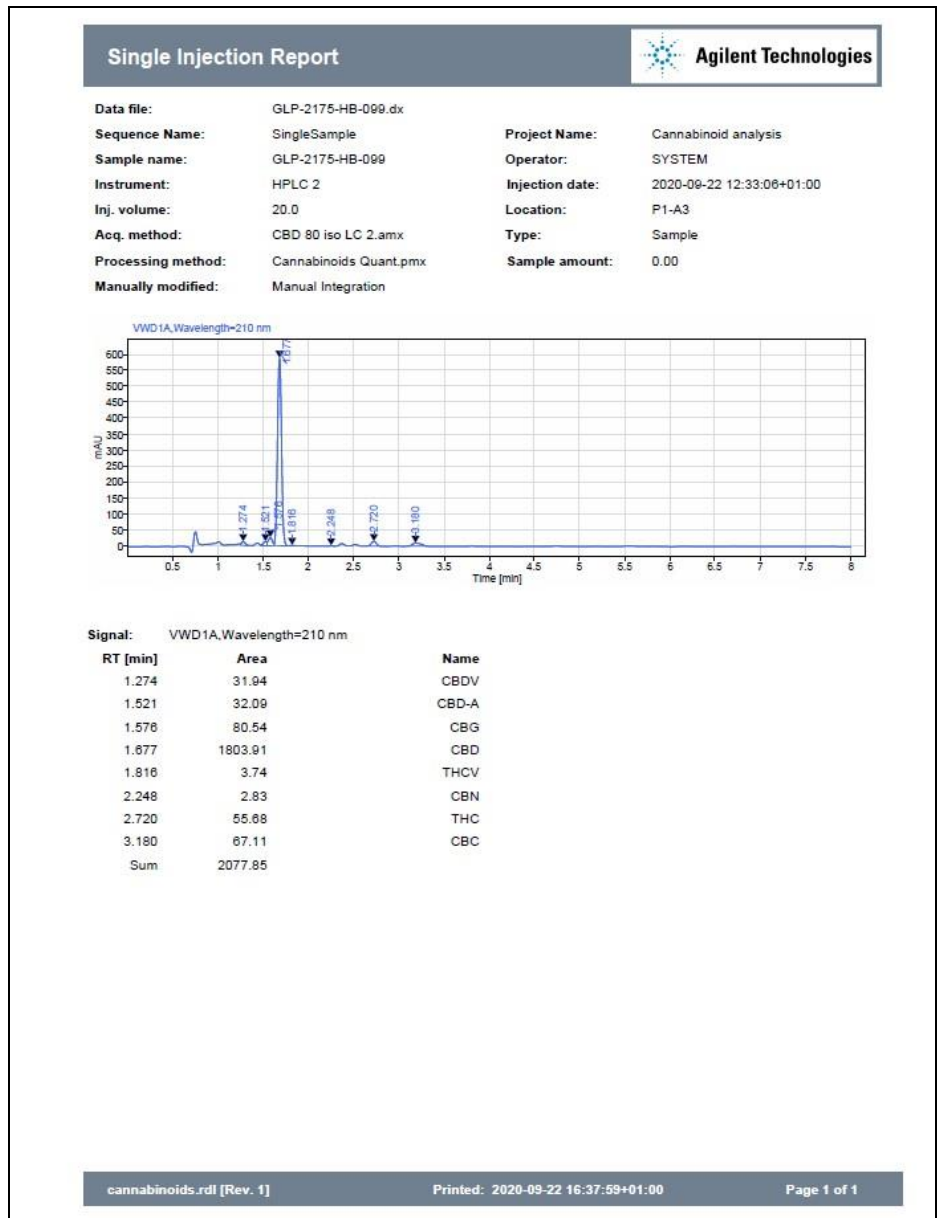 Single Injection Report
Agilent Technologies
Data file: GLP-2175-HB-099.dx
Sequence Name: SingleSample Project Name: Cannabinoid analysis
Sample name: GLP-2175-HB-099 Operator: SYSTEM
Instrument: HPLC 2 Injection date: 2020-09-22 12:33:06+01:00
Inj. volume: 20.0 Location: P1-A3
Acq. method: CBD 80 iso LC 2.amx Type: Sample
Processing method: Cannabinoids Quant.pmx Sample amount: 0.00
Manually modified: Manual Integration
VWD1A,Wavelength=210 nm
600
550
500
450
400
350
300
250
200
150
100
50
0
mAU
1.274
1.521
1.576
1.677
1.816
2.248
2.720
3.180
0.5 1 1.5 2 2.5 3 3.5 4 4.5 5 5.5 6 6.5 7 7.5 8
Time [min]
Signal: VWD1A,Wavelength=210 nm
RT [min] Area Name
1.274 31.94 CBDV
1.521 32.09 CBD-A
1.576 80.54 CBG
1.677 1803.91 CBD
1.816 3.74 THCV
2.248 2.83 CBN
2.720 55.68 THC
3.180 67.11 CBC
Sum 2077.85
cannabinoids.rdl [Rev. 1] Printed: 2020-09-22 16:37:59+01:00 Page 1 of 1